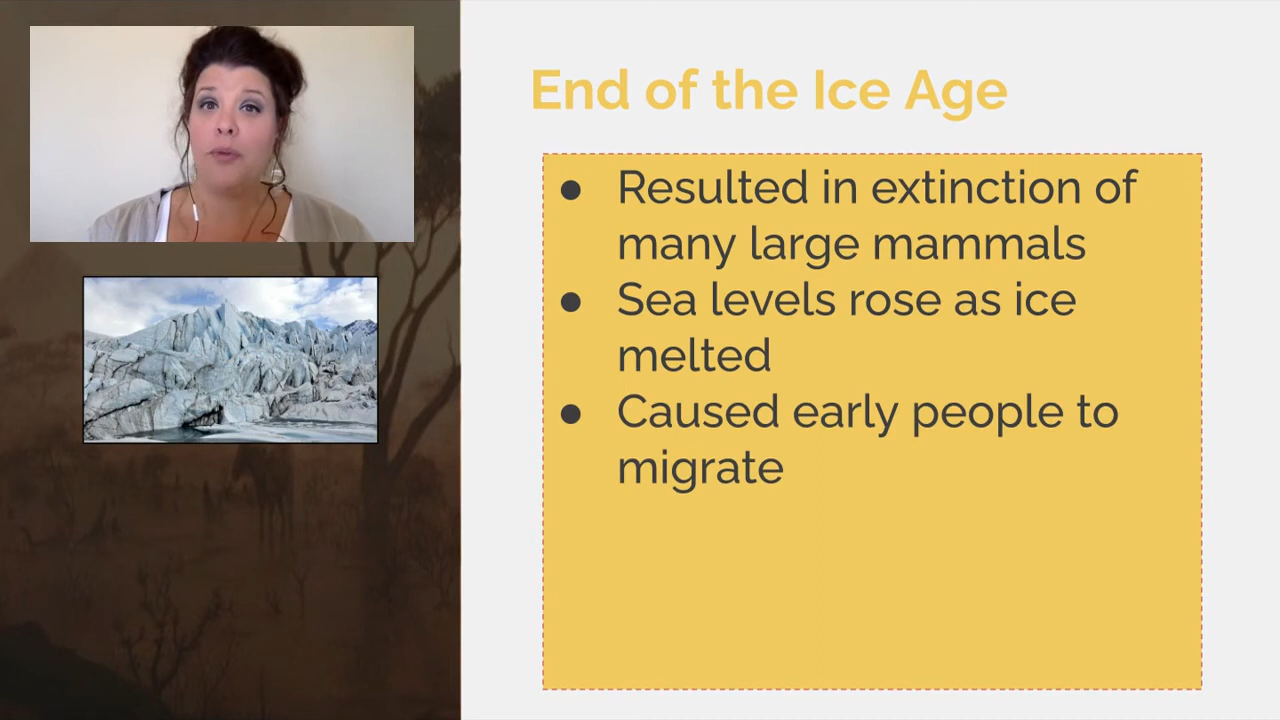 End of the Ice Age
● Resulted in extinction of
many large mammals
● Sea levels rose as ice
melted
● Caused early people to
migrate